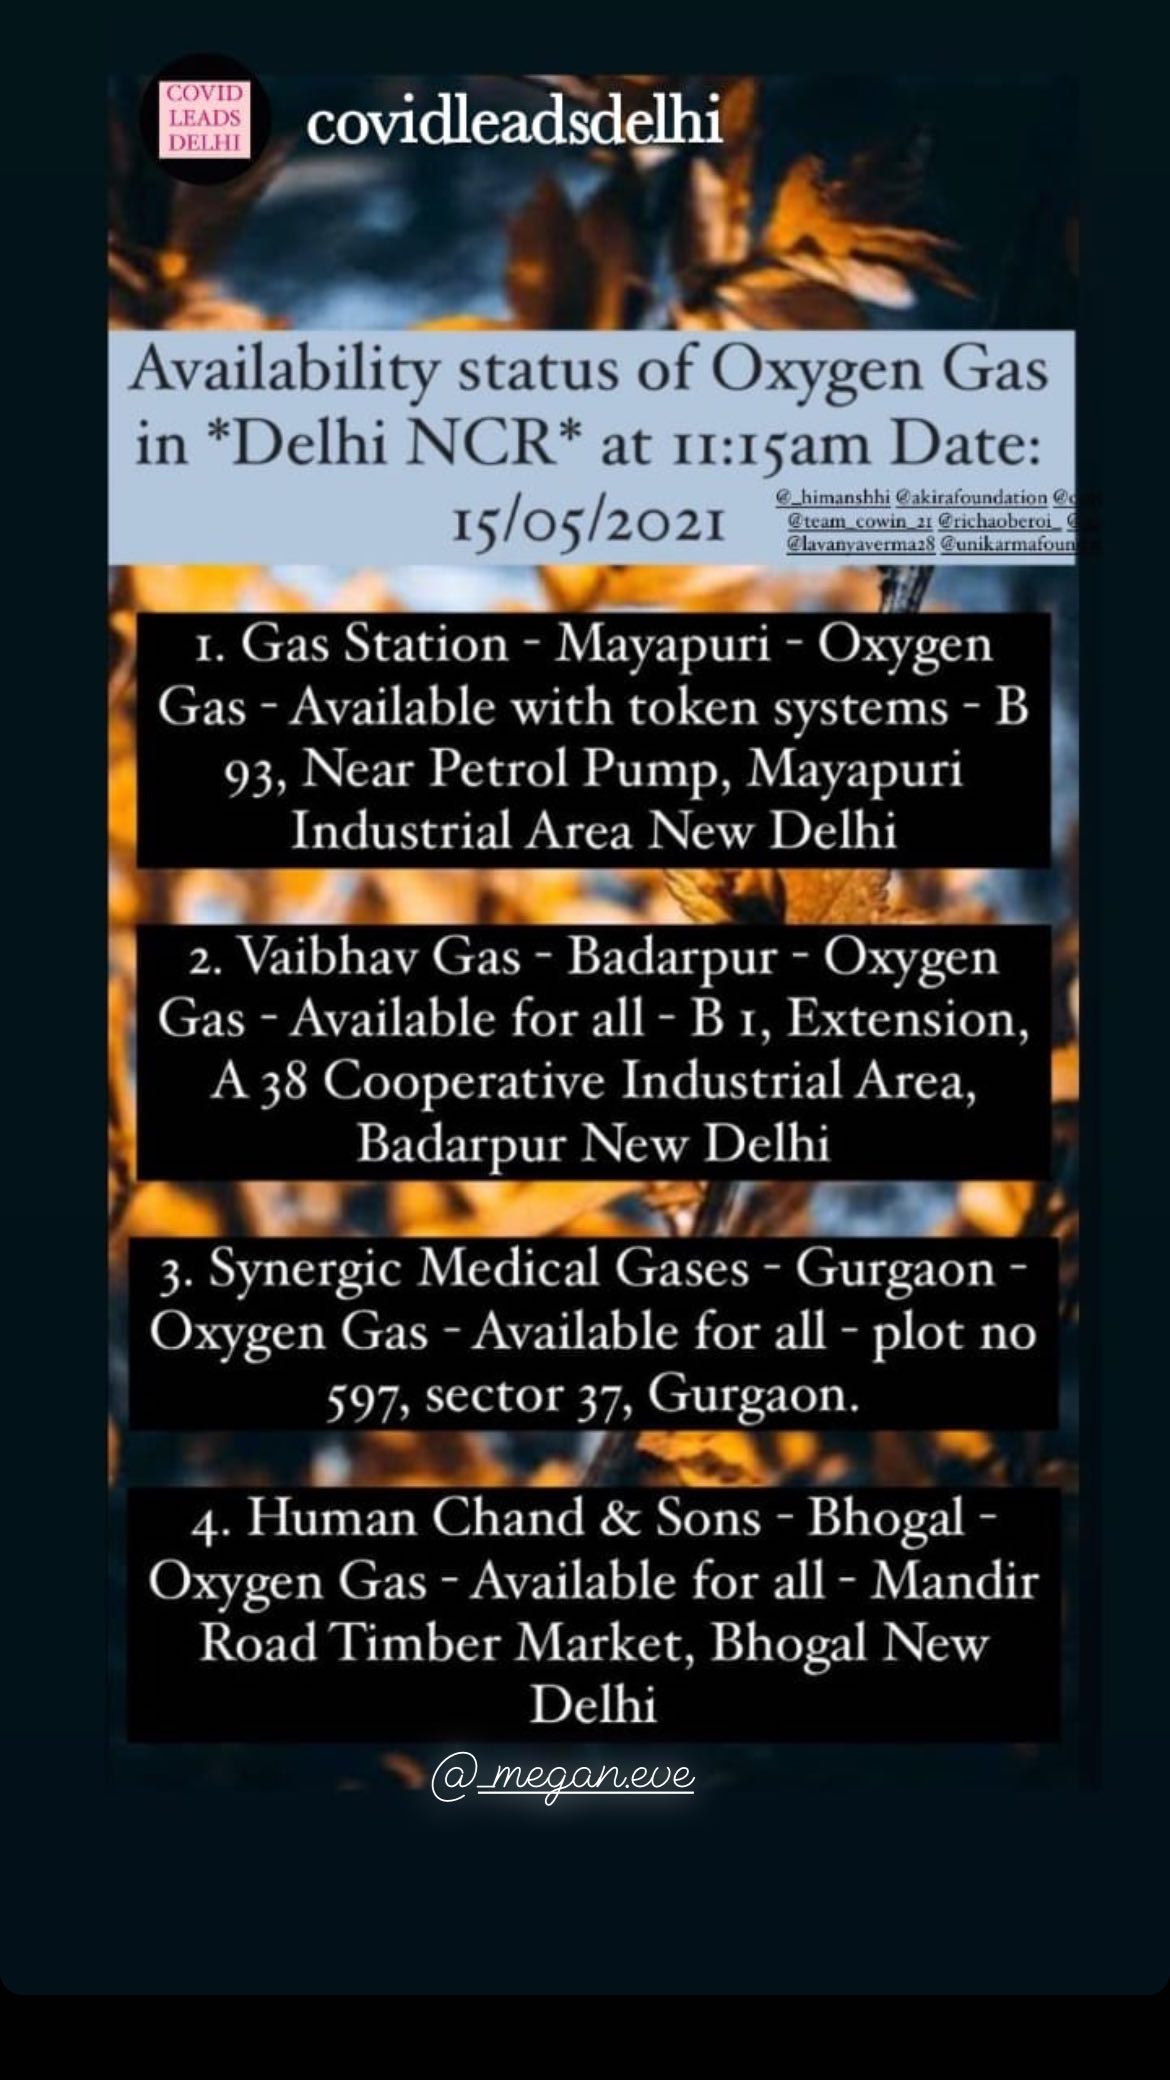 COVID
LEADS
DELHI
covidleadsdelhi
Availability status of Oxygen Gas
in *Delhi NCR* at 11:15am Date:
15/05/2021
@_himanshhi @akirafoundation
@team_cowin_21 @richaoberoi_
@lavanyaverma28
1. Gas Station - Mayapuri - Oxygen
Gas - Available with token systems - B
93, Near Petrol Pump, Mayapuri
Industrial Area New Delhi
2. Vaibhav Gas - Badarpur - Oxygen
Gas - Available for all - B 1, Extension,
A 38 Cooperative Industrial Area,
Badarpur New Delhi
3. Synergic Medical Gases - Gurgaon -
Oxygen Gas - Available for all - plot no
597, sector 37, Gurgaon.
4. Human Chand & Sons - Bhogal -
Oxygen Gas - Available for all - Mandir
Road Timber Market, Bhogal New
Delhi
@_megan.eve